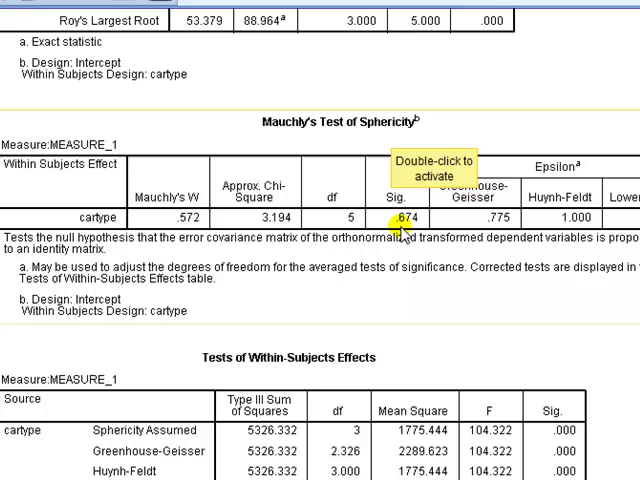 Roy's Largest Root 53.379 88.964a 3.000 5.000 .000
a. Exact statistic
b. Design: Intercept
Within Subjects Design: cartype
Mauchly's Test of Sphericityb
Measure:MEASURE_1
Within Subjects Effect Mauchly's W Approx. Chi-Square df Sig. Epsilona
Greenhouse-Geisser Huynh-Feldt
Double-click to activate
cartype .572 3.194 5 .674 .775 1.000
Tests the null hypothesis that the error covariance matrix of the orthonormalized transformed dependent variables is
to an identity matrix.
a. May be used to adjust the degrees of freedom for the averaged tests of significance. Corrected tests are displayed in
Tests of Within-Subjects Effects table.
b. Design: Intercept
Within Subjects Design: cartype
Tests of Within-Subjects Effects
Measure:MEASURE_1
Source Type III Sum of Squares df Mean Square F Sig.
cartype Sphericity Assumed 5326.332 3 1775.444 104.322 .000
Greenhouse-Geisser 5326.332 2.326 2289.623 104.322 .000
Huynh-Feldt 5326.332 3.000 1775.444 104.322 .000